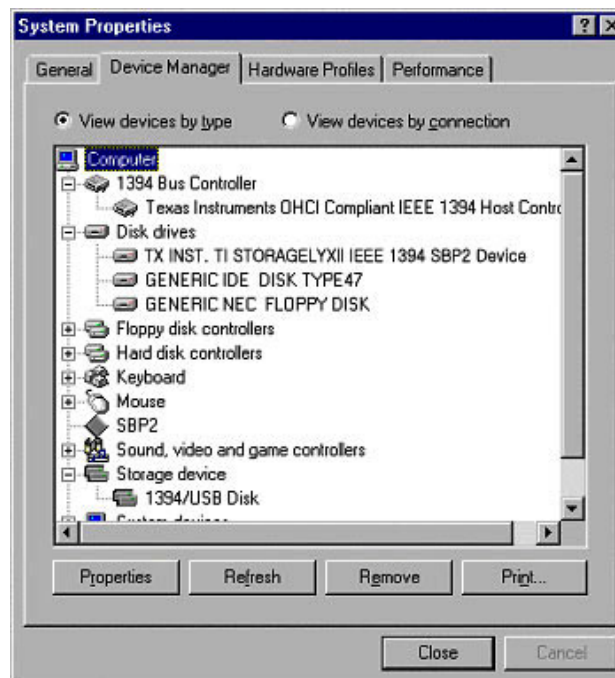 System Properties
General Device Manager Hardware Profiles Performance
View devices by type View devices by connection
Computer
1394 Bus Controller
Texas Instruments OHCI Compliant IEEE 1394 Host Contro
Disk drives
TX INST. TI STORAGELYXII IEEE 1394 SBP2 Device
GENERIC IDE DISK TYPE47
GENERIC NEC FLOPPY DISK
Floppy disk controllers
Hard disk controllers
Keyboard
Mouse
SBP2
Sound, video and game controllers
Storage device
1394/USB Disk
System devices
Properties Refresh Remove Print...
Close Cancel